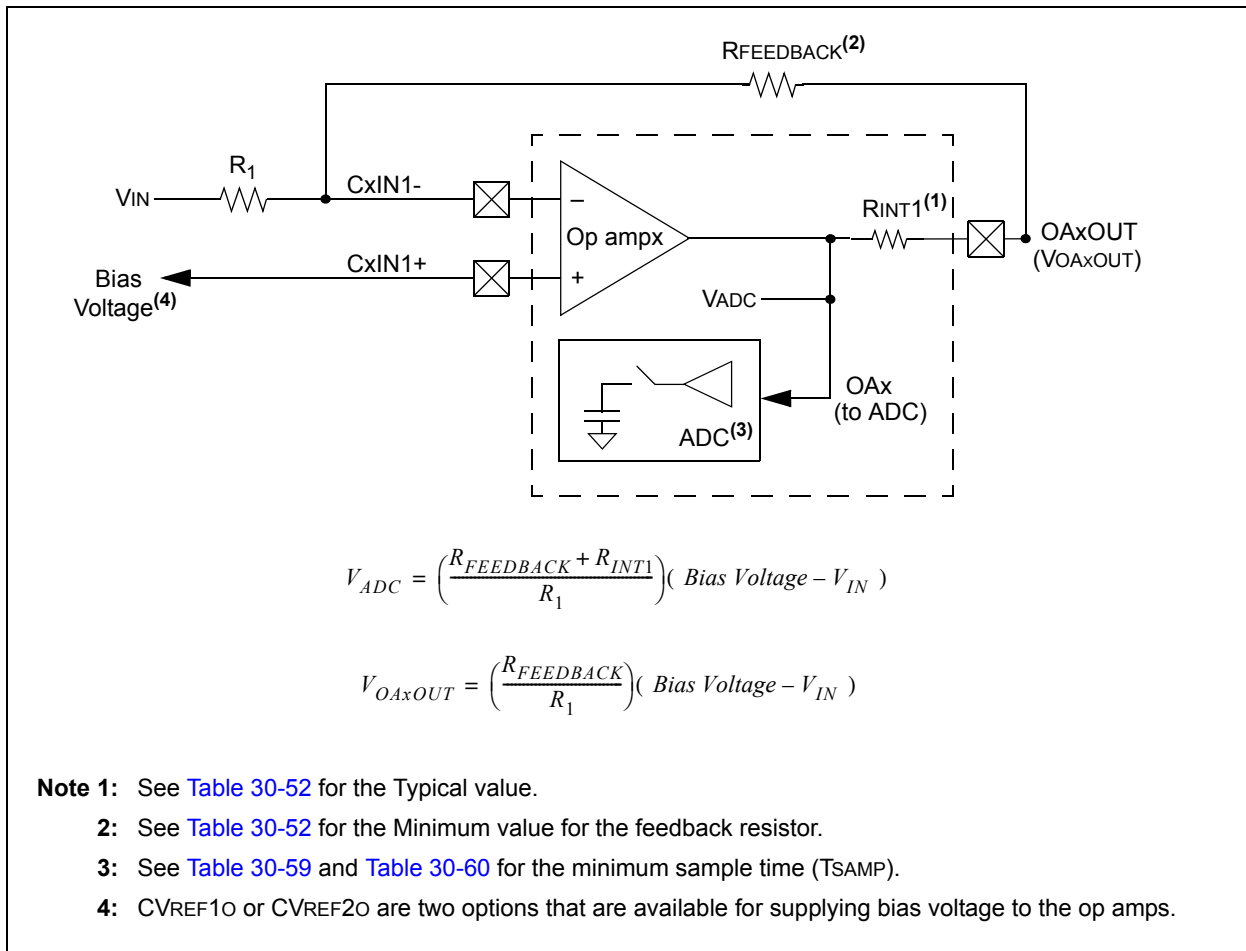 RFEEDBACK(2)
R1
VIN
CxIN1-
–
Op ampx
RINT1(1)
OAxOUT
(VOAxOUT)
CxIN1+
+
Bias
Voltage(4)
VADC
OAx
(to ADC)
ADC(3)
V_ADC = ((R_FEEDBACK + R_INT1) / R_1) ( Bias Voltage – V_IN )
V_OAxOUT = (R_FEEDBACK / R_1) ( Bias Voltage – V_IN )
Note 1: See Table 30-52 for the Typical value.
2: See Table 30-52 for the Minimum value for the feedback resistor.
3: See Table 30-59 and Table 30-60 for the minimum sample time (TSAMP).
4: CVREF1O or CVREF2O are two options that are available for supplying bias voltage to the op amps.